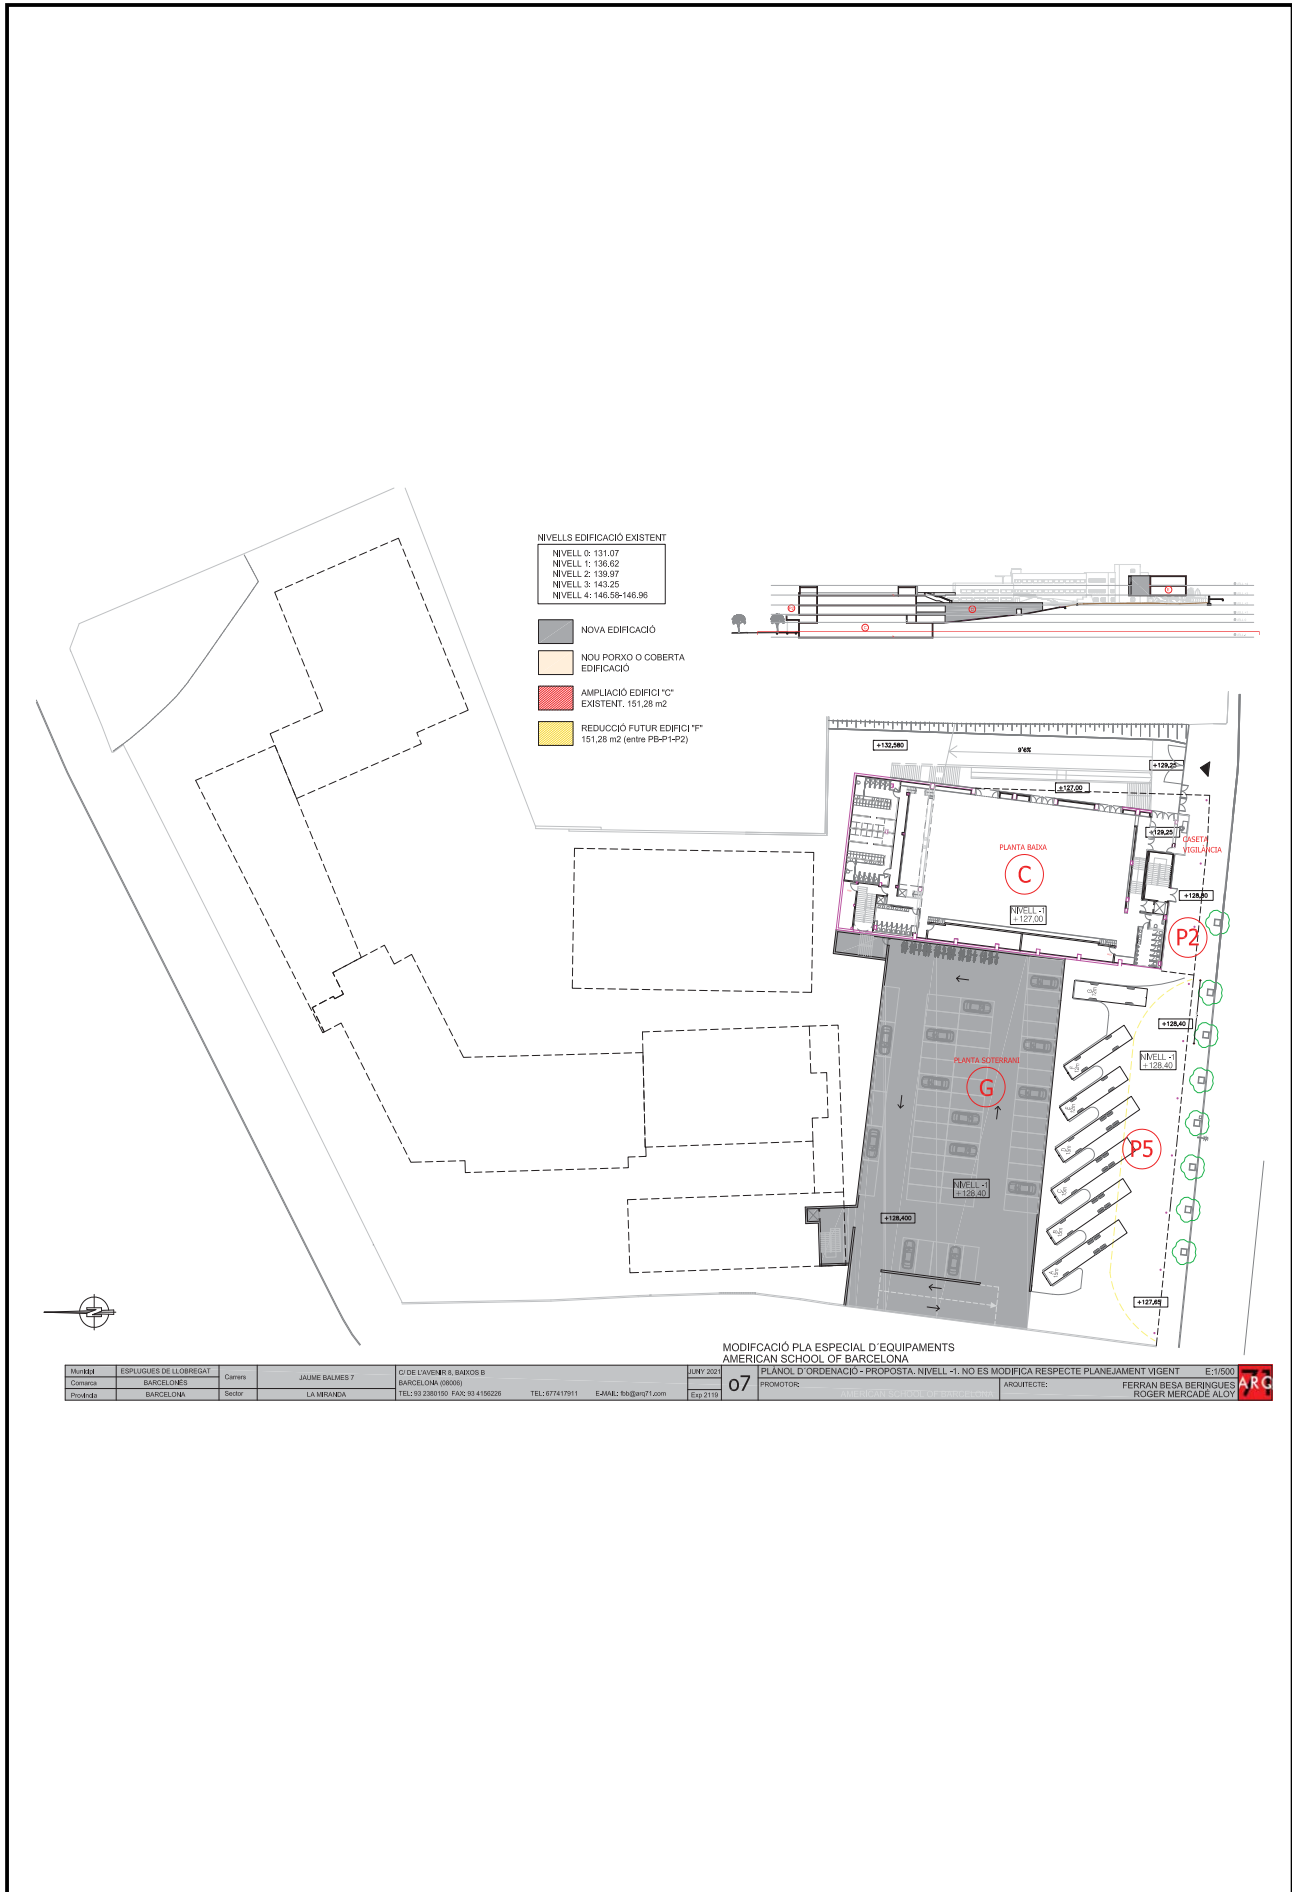 NIVELLS EDIFICACIÓ EXISTENT
NIVELL 0: 131.07
NIVELL 1: 136.62
NIVELL 2: 139.97
NIVELL 3: 143.25
NIVELL 4: 146.58-146.96
NOVA EDIFICACIÓ
NOU PORXO O COBERTA
EDIFICACIÓ
AMPLIACIÓ EDIFICI "C"
EXISTENT. 151,28 m2
REDUCCIÓ FUTUR EDIFICI "F"
151,28 m2 (entre PB-P1-P2)
+132,580
9'6%
+129,25
+127,00
+129,25
CASETA
VIGILÀNCIA
PLANTA BAIXA
C
NIVELL -1
+127,00
+128,80
P2
+128,40
NIVELL -1
+128,40
PLANTA SOTERRANI
G
P5
NIVELL -1
+128,40
+128,400
+127,65
MODIFCACIÓ PLA ESPECIAL D'EQUIPAMENTS
AMERICAN SCHOOL OF BARCELONA
Municipi ESPLUGUES DE LLOBREGAT
Comarca BARCELONÈS
Provincia BARCELONA
Carrers JAUME BALMES 7
Sector LA MIRANDA
C/ DE L'AVENIR 8, BAIXOS B
BARCELONA (08006)
TEL: 93 2380150 FAX: 93 4156226 TEL: 677417911 E-MAIL: fbb@arq71.com
JUNY 2021
Exp 2119
07
PLÀNOL D'ORDENACIÓ - PROPOSTA. NIVELL -1. NO ES MODIFICA RESPECTE PLANEJAMENT VIGENT E:1/500
PROMOTOR: AMERICAN SCHOOL OF BARCELONA
ARQUITECTE: FERRAN BESA BERINGUES
ROGER MERCADÉ ALOY
ARQ
71